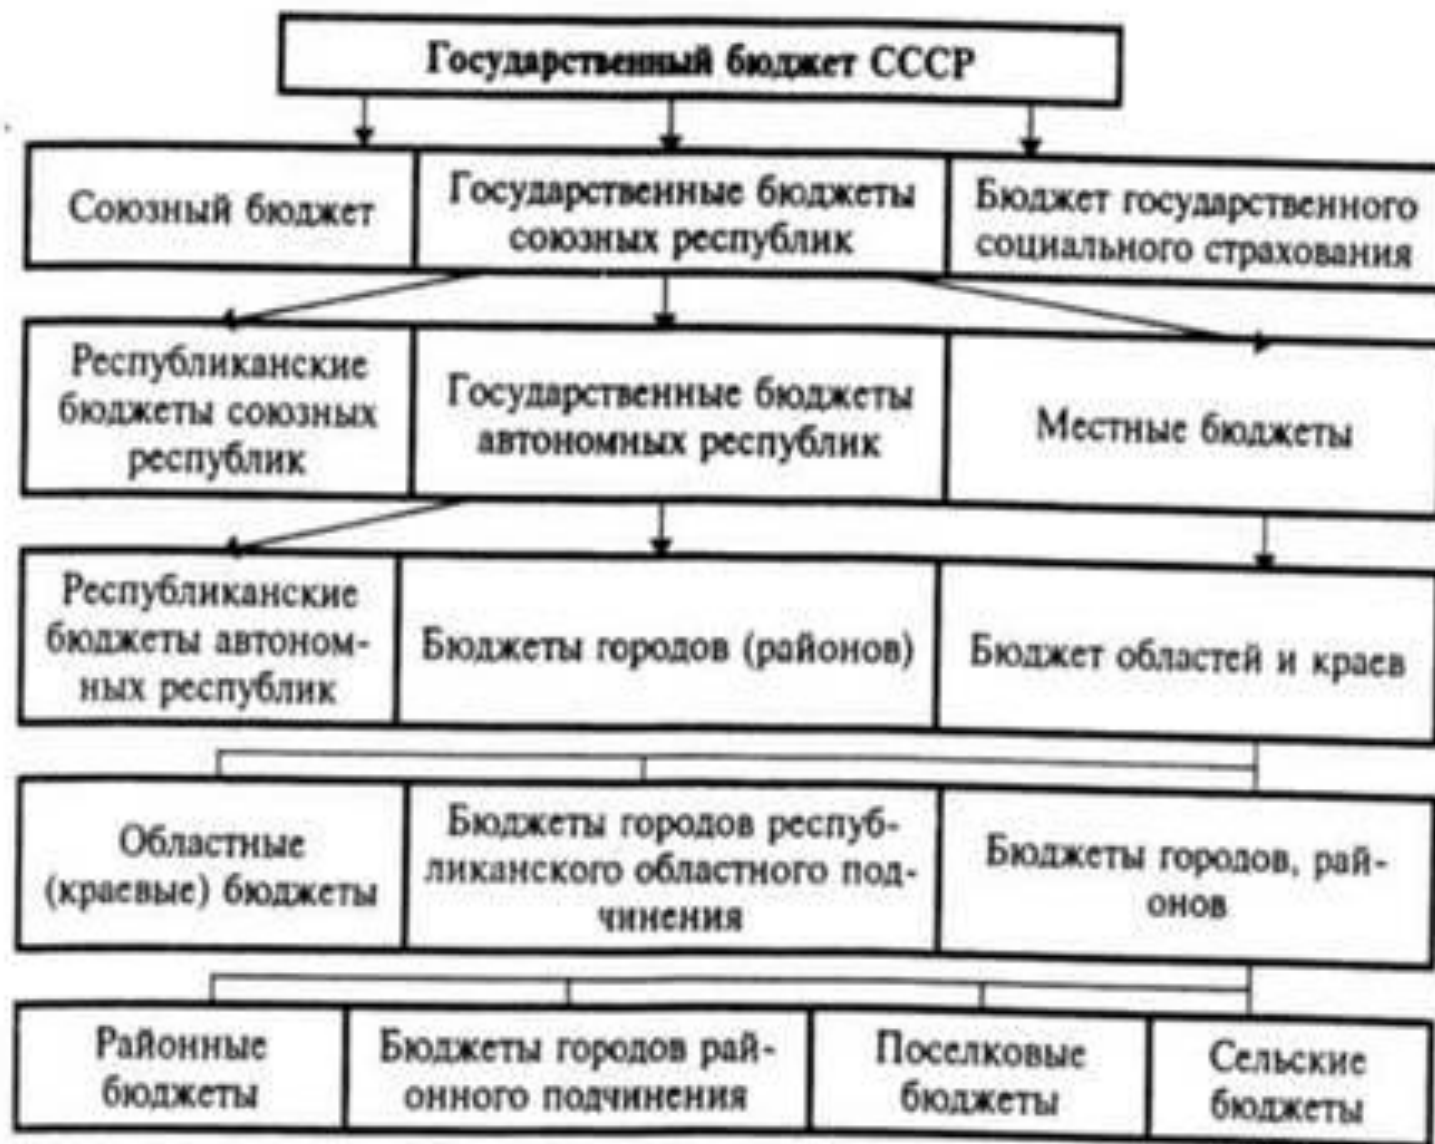 Государственный бюджет СССР
Союзный бюджет
Государственные бюджеты
союзных республик
Бюджет государственного
социального страхования
Республиканские
бюджеты союзных
республик
Государственные бюджеты
автономных республик
Местные бюджеты
Республиканские
бюджеты автоном-
ных республик
Бюджеты городов (районов)
Бюджет областей и краев
Областные
(краевые) бюджеты
Бюджеты городов респуб-
ликанского областного под-
чинения
Бюджеты городов, рай-
онов
Районные
бюджеты
Бюджеты городов рай-
онного подчинения
Поселковые
бюджеты
Сельские
бюджеты